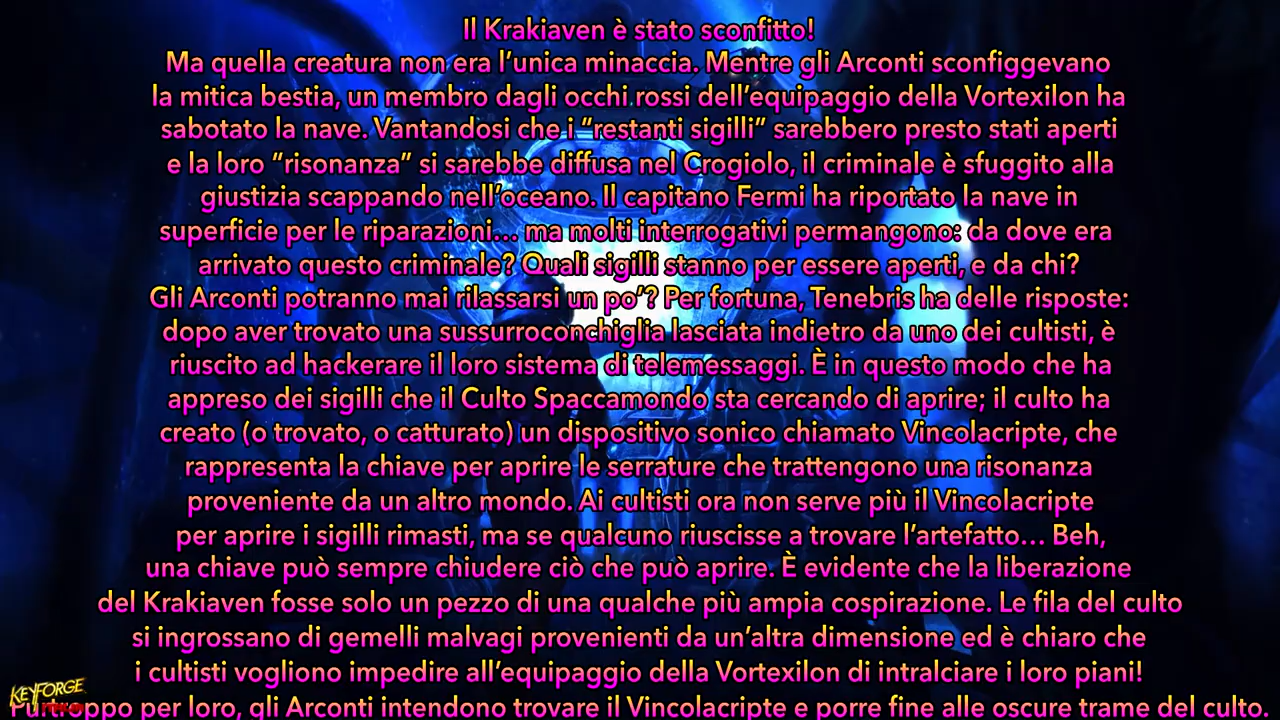 Il Krakiaven è stato sconfitto!
Ma quella creatura non era l’unica minaccia. Mentre gli Arconti sconfiggevano
la mitica bestia, un membro dagli occhi rossi dell’equipaggio della Vortexilon ha
sabotato la nave. Vantandosi che i “restanti sigilli” sarebbero presto stati aperti
e la loro “risonanza” si sarebbe diffusa nel Crogiolo, il criminale è sfuggito alla
giustizia scappando nell’oceano. Il capitano Fermi ha riportato la nave in
superficie per le riparazioni... ma molti interrogativi permangono: da dove era
arrivato questo criminale? Quali sigilli stanno per essere aperti, e da chi?
Gli Arconti potranno mai rilassarsi un po’? Per fortuna, Tenebris ha delle risposte:
dopo aver trovato una sussurroconchiglia lasciata indietro da uno dei cultisti, è
riuscito ad hackerare il loro sistema di telemessaggi. È in questo modo che ha
appreso dei sigilli che il Culto Spaccamondo sta cercando di aprire; il culto ha
creato (o trovato, o catturato) un dispositivo sonico chiamato Vincolacripte, che
rappresenta la chiave per aprire le serrature che trattengono una risonanza
proveniente da un altro mondo. Ai cultisti ora non serve più il Vincolacripte
per aprire i sigilli rimasti, ma se qualcuno riuscisse a trovare l’artefatto... Beh,
una chiave può sempre chiudere ciò che può aprire. È evidente che la liberazione
del Krakiaven fosse solo un pezzo di una qualche più ampia cospirazione. Le fila del culto
si ingrossano di gemelli malvagi provenienti da un’altra dimensione ed è chiaro che
i cultisti vogliono impedire all’equipaggio della Vortexilon di intralciare i loro piani!
Purtroppo per loro, gli Arconti intendono trovare il Vincolacripte e porre fine alle oscure trame del culto.
KEYFORGE